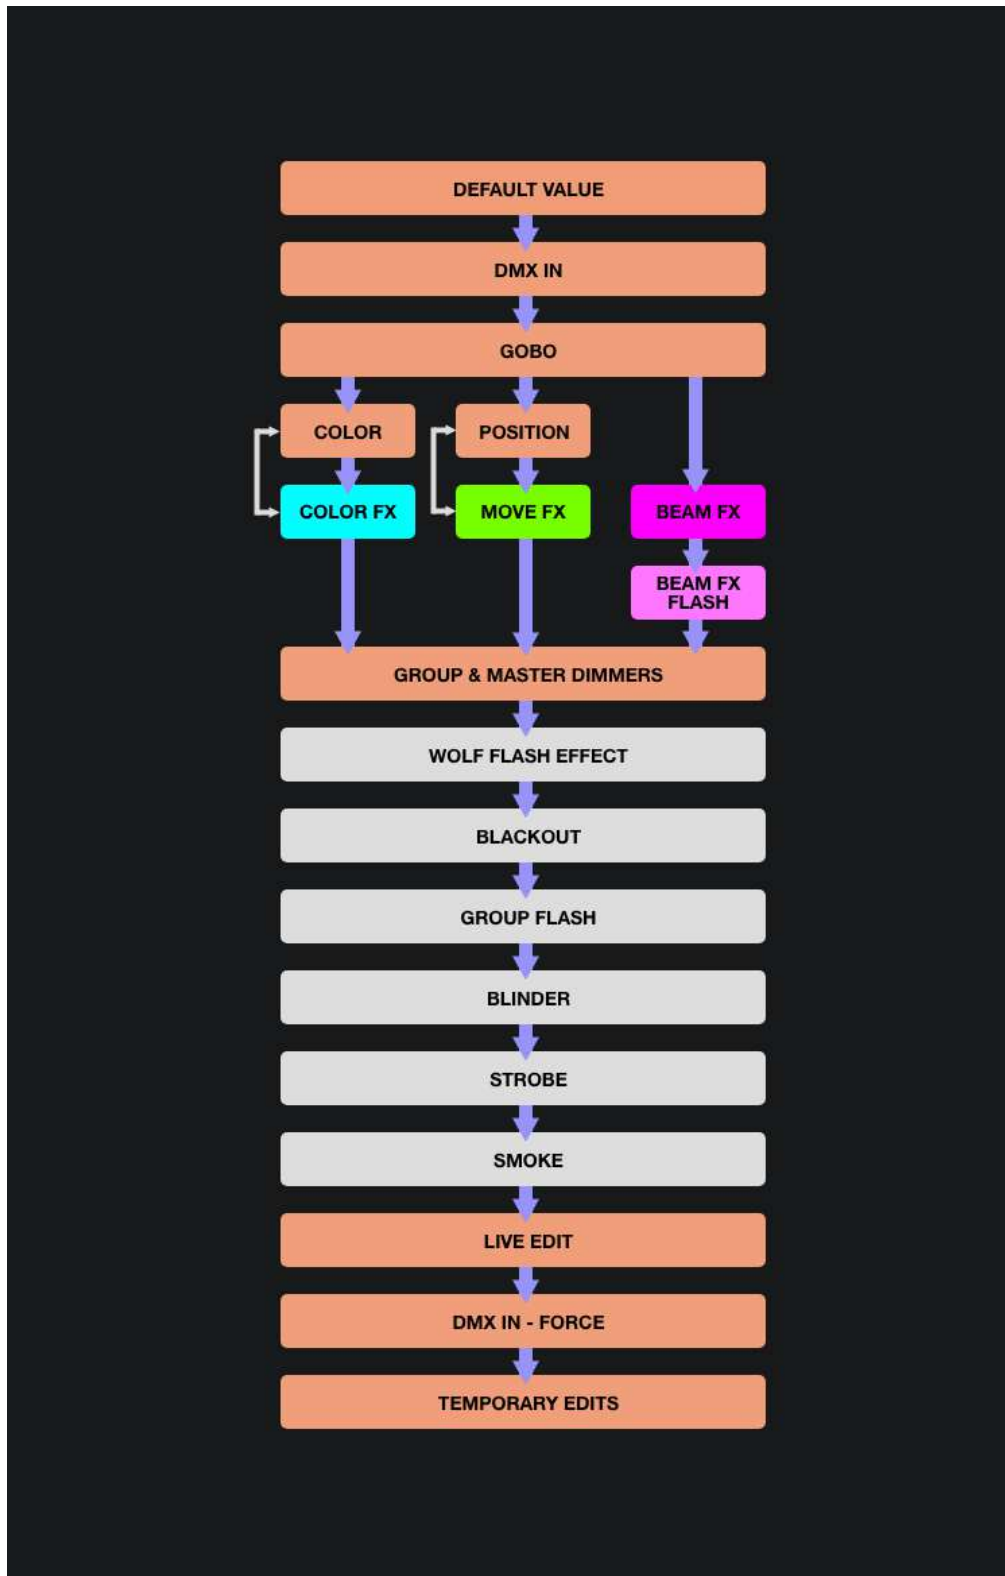 DEFAULT VALUE
DMX IN
GOBO
COLOR
POSITION
COLOR FX
MOVE FX
BEAM FX
BEAM FX
FLASH
GROUP & MASTER DIMMERS
WOLF FLASH EFFECT
BLACKOUT
GROUP FLASH
BLINDER
STROBE
SMOKE
LIVE EDIT
DMX IN - FORCE
TEMPORARY EDITS